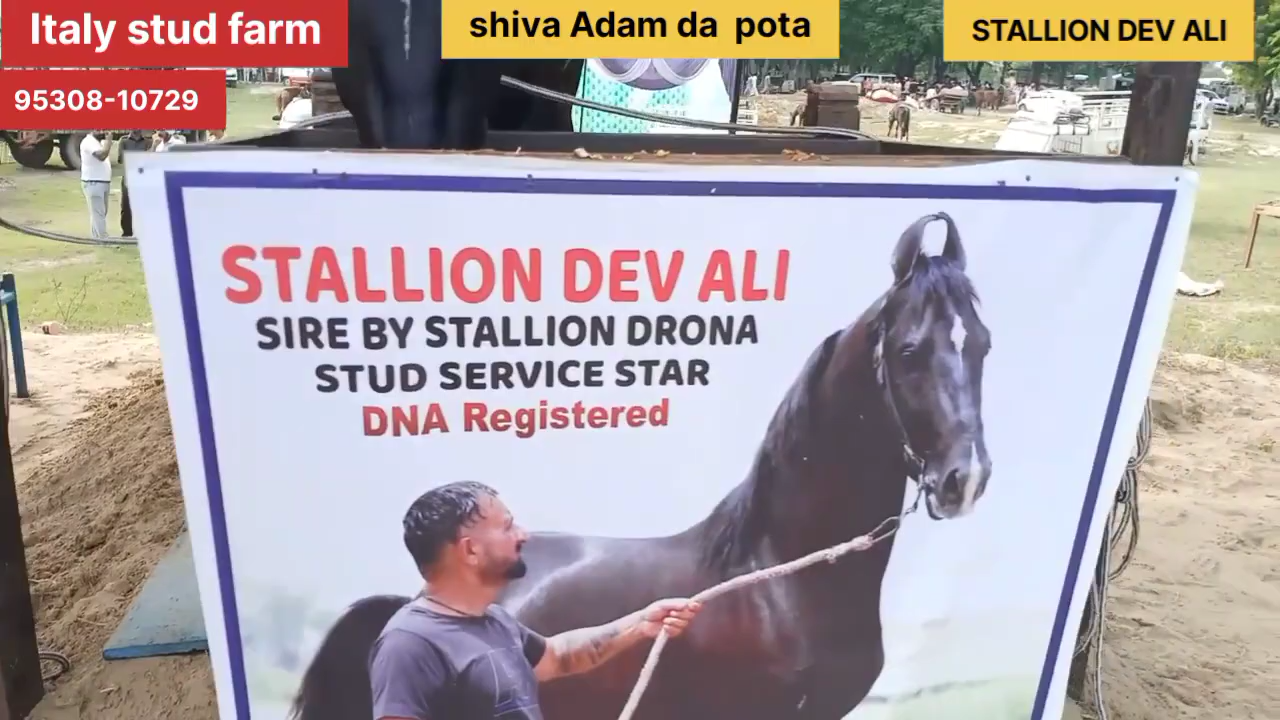 Italy stud farm
shiva Adam da pota
STALLION DEV ALI
95308-10729
STALLION DEV ALI
SIRE BY STALLION DRONA
STUD SERVICE STAR
DNA Registered